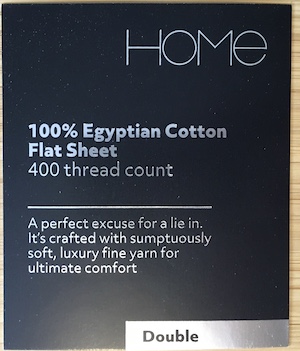 HOMe
100% Egyptian Cotton
Flat Sheet
400 thread count
A perfect excuse for a lie in.
It's crafted with sumptuously
soft, luxury fine yarn for
ultimate comfort
Double